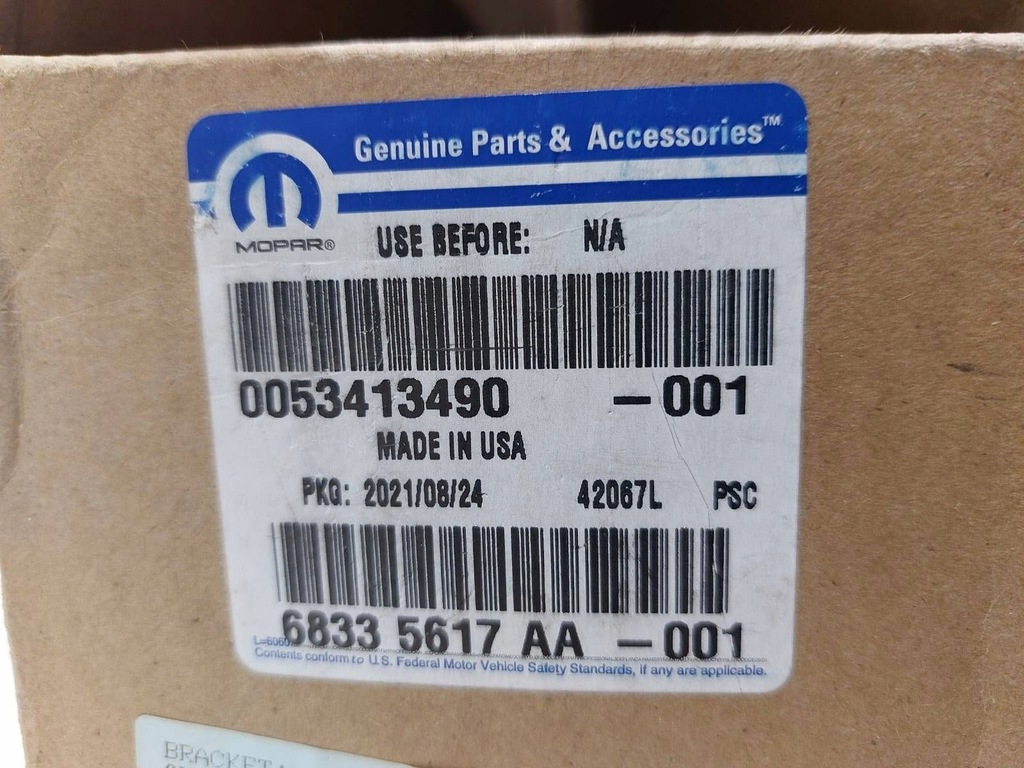 Genuine Parts & Accessories™
MOPAR®
USE BEFORE: N/A
0053413490 -001
MADE IN USA
PKG: 2021/08/24 42067L PSC
6833 5617 AA -001
Contents conform to U.S. Federal Motor Vehicle Safety Standards, if any are applicable.
BRACKET